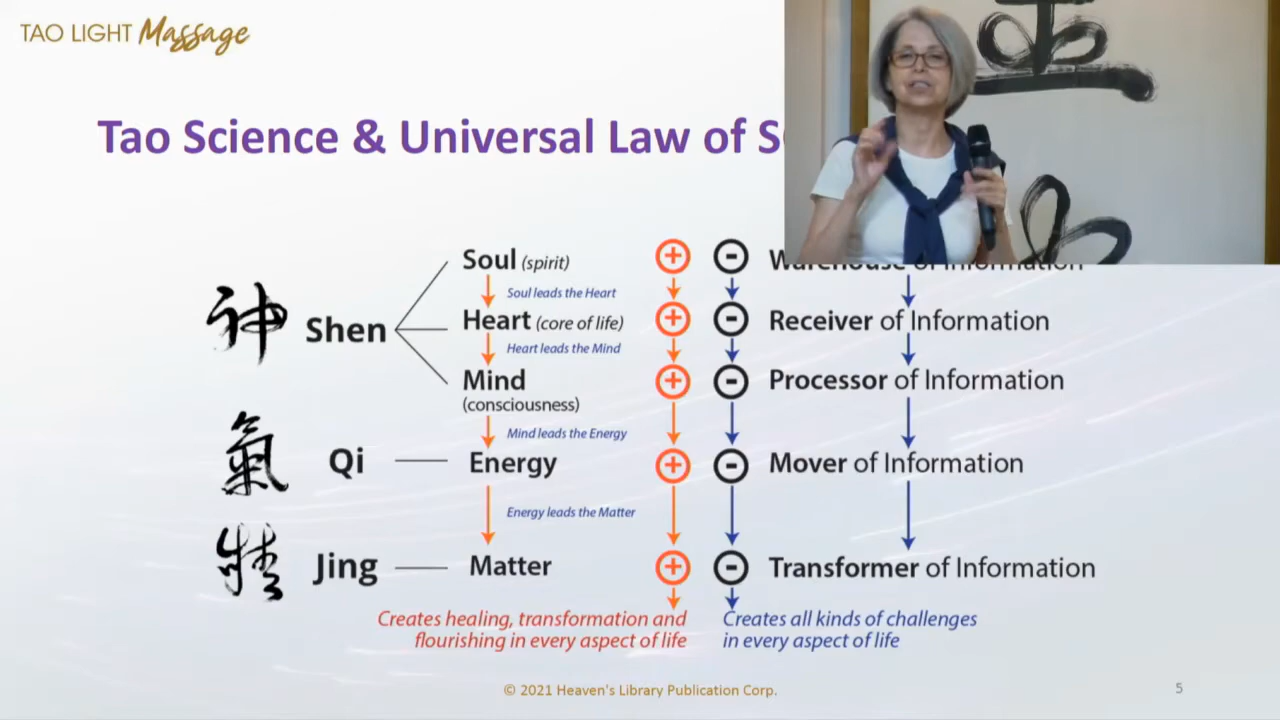 TAO LIGHT Massage
Tao Science & Universal Law of S
神 Shen
Soul (spirit)
Soul leads the Heart
Heart (core of life)
Heart leads the Mind
Mind
(consciousness)
Mind leads the Energy
氣 Qi
Energy
Energy leads the Matter
精 Jing
Matter
+ - Warehouse of Information
+ - Receiver of Information
+ - Processor of Information
+ - Mover of Information
+ - Transformer of Information
Creates healing, transformation and
flourishing in every aspect of life
Creates all kinds of challenges
in every aspect of life
© 2021 Heaven's Library Publication Corp.
5